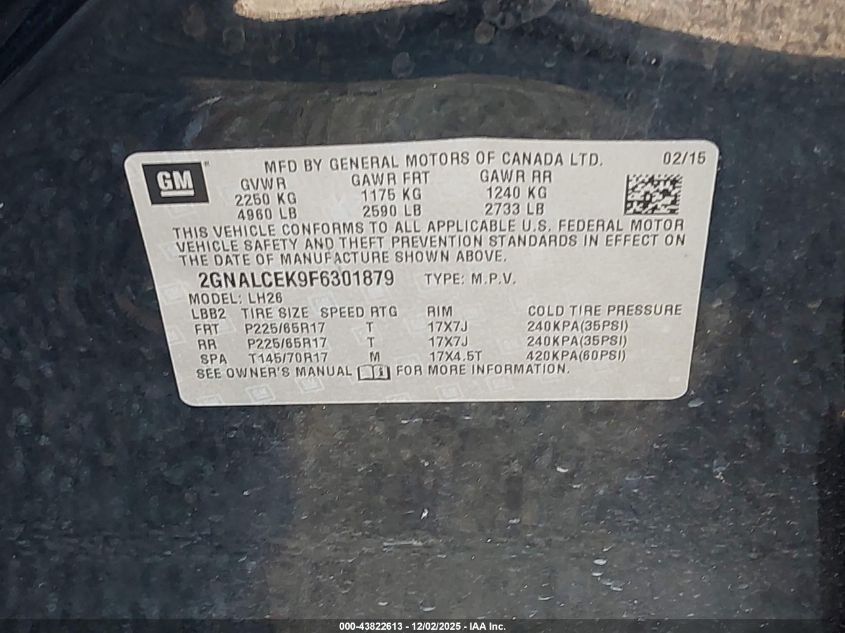 GM
MFD BY GENERAL MOTORS OF CANADA LTD. 02/15
GVWR GAWR FRT GAWR RR
2250 KG 1175 KG 1240 KG
4960 LB 2590 LB 2733 LB
THIS VEHICLE CONFORMS TO ALL APPLICABLE U.S. FEDERAL MOTOR
VEHICLE SAFETY AND THEFT PREVENTION STANDARDS IN EFFECT ON
THE DATE OF MANUFACTURE SHOWN ABOVE.
2GNALCEK9F6301879 TYPE: M.P.V.
MODEL: LH26
LBB2 TIRE SIZE SPEED RTG RIM COLD TIRE PRESSURE
FRT P225/65R17 T 17X7J 240KPA(35PSI)
RR P225/65R17 T 17X7J 240KPA(35PSI)
SPA T145/70R17 M 17X4.5T 420KPA(60PSI)
SEE OWNER'S MANUAL FOR MORE INFORMATION.
000-43822613 - 12/02/2025 - IAA Inc.